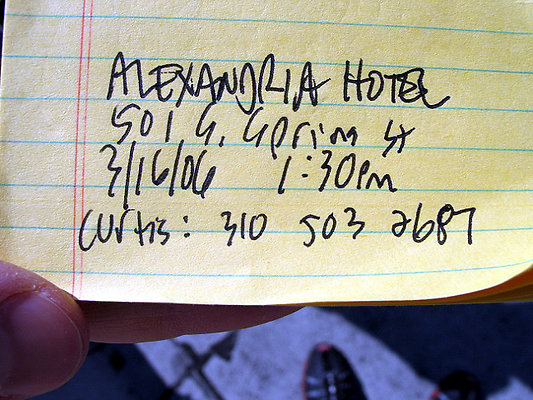 ALEXANDRIA HOTEL
501 S. Spring St
3/16/06 1:30pm
Curtis: 310 503 2687